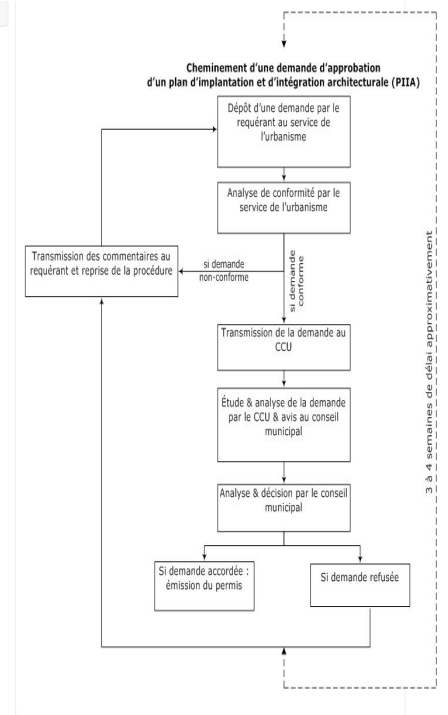 Cheminement d'une demande d'approbation
d'un plan d'implantation et d'intégration architecturale (PIIA)
Dépôt d'une demande par le
requérant au service de
l'urbanisme
Analyse de conformité par le
service de l'urbanisme
Transmission des commentaires au
requérant et reprise de la procédure
si demande
non-conforme
si demande
conforme
Transmission de la demande au
CCU
Étude & analyse de la demande
par le CCU & avis au conseil
municipal
Analyse & décision par le conseil
municipal
Si demande accordée :
émission du permis
Si demande refusée
3 à 4 semaines de délai approximativement